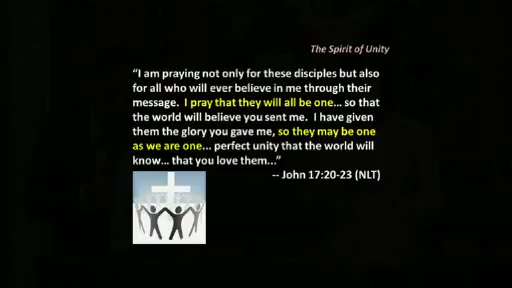 The Spirit of Unity
“I am praying not only for these disciples but also
for all who will ever believe in me through their
message.  I pray that they will all be one… so that
the world will believe you sent me.  I have given
them the glory you gave me, so they may be one
as we are one... perfect unity that the world will
know… that you love them...”
-- John 17:20-23 (NLT)